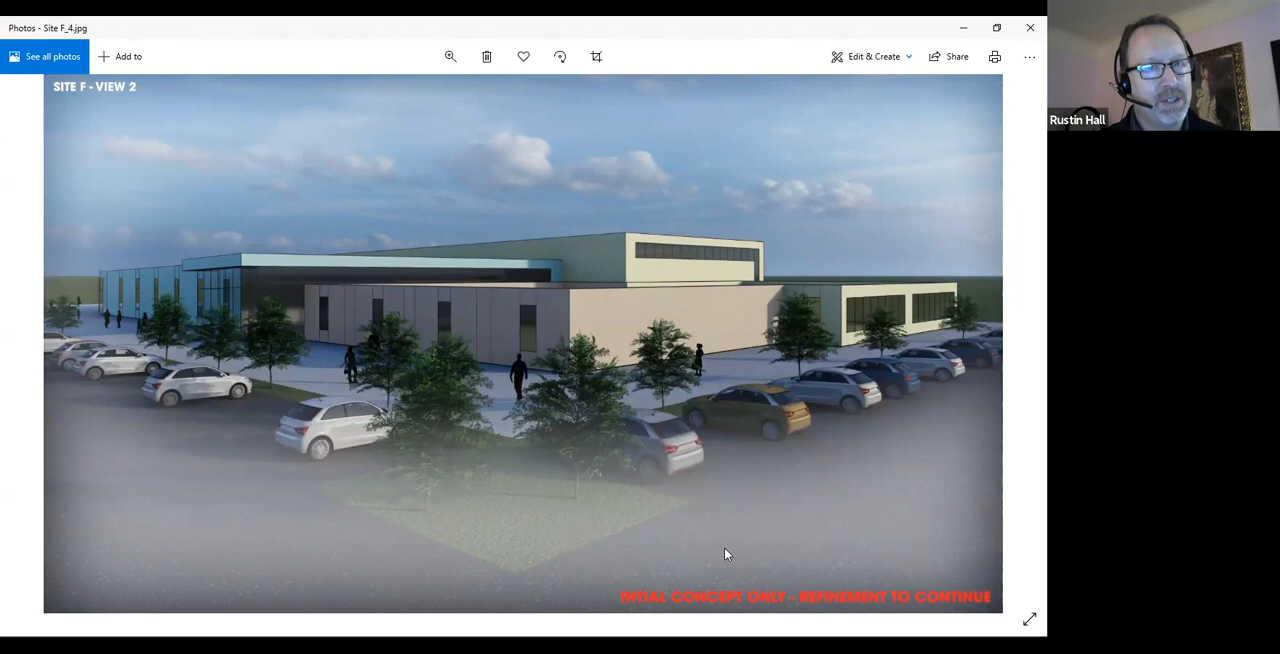 Photos - Site F_4.jpg
See all photos
Add to
Edit & Create
Share
SITE F - VIEW 2
Rustin Hall
INTIAL CONCEPT ONLY - REFINEMENT TO CONTINUE